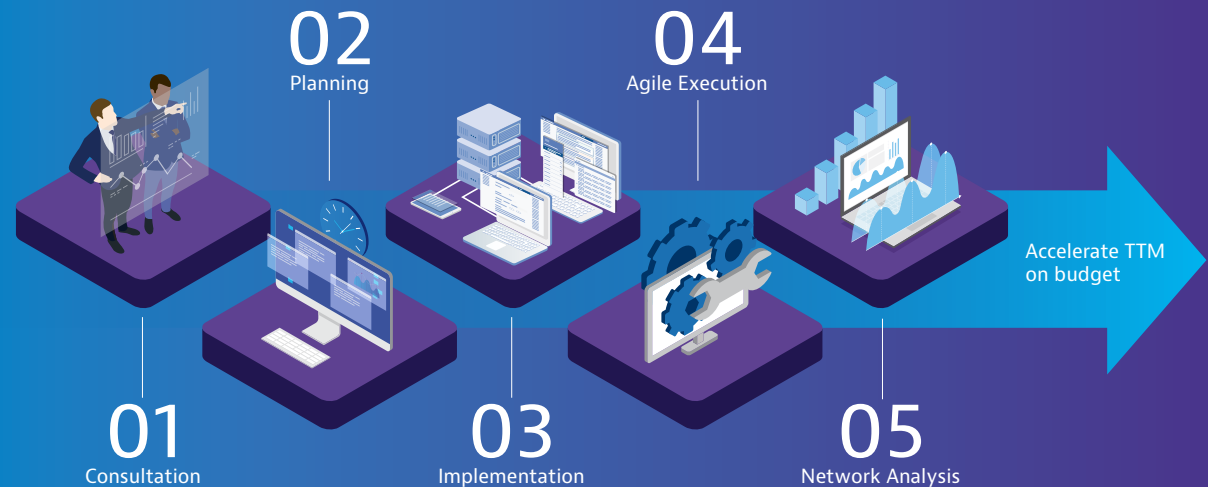 01
Consultation
02
Planning
03
Implementation
04
Agile Execution
05
Network Analysis
Accelerate TTM
on budget